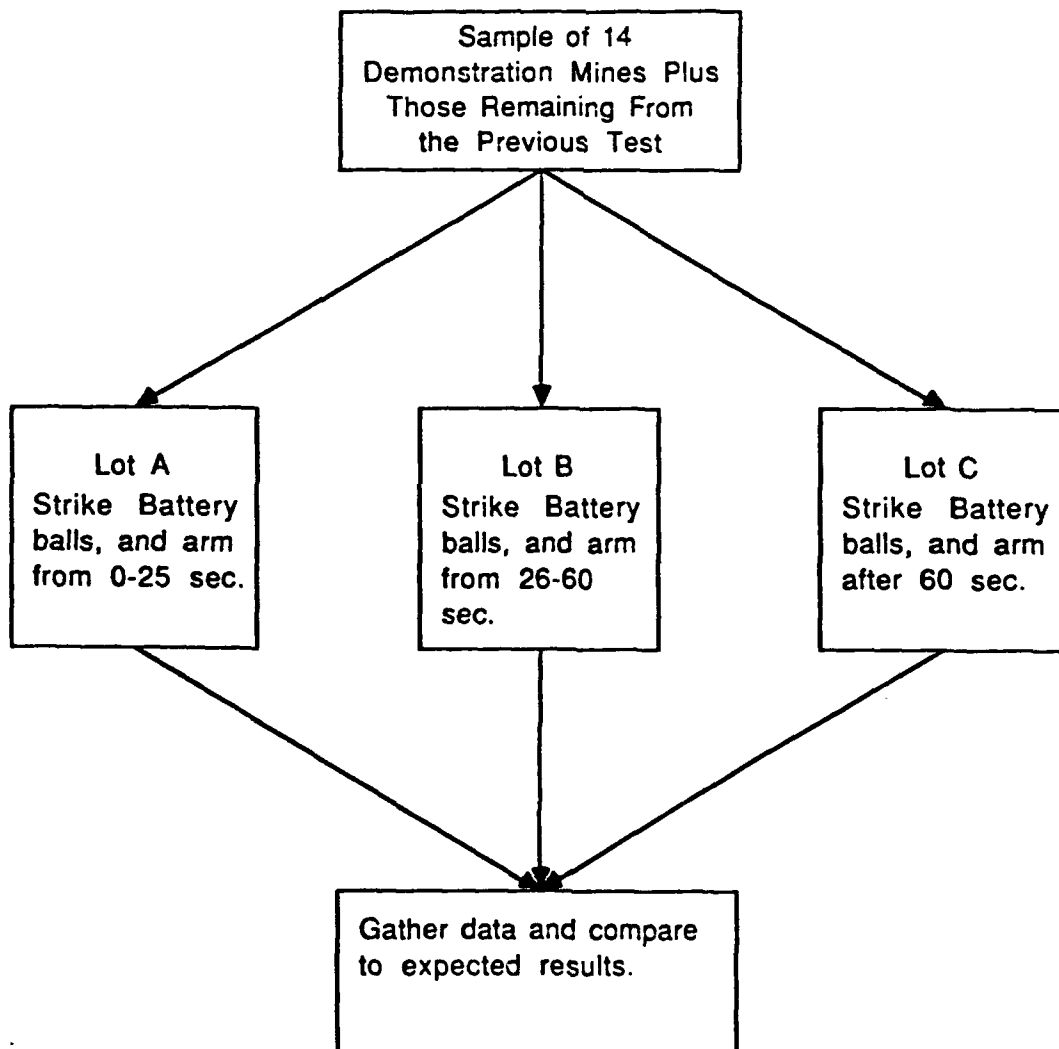 Sample of 14
Demonstration Mines Plus
Those Remaining From
the Previous Test
Lot A
Strike Battery
balls, and arm
from 0-25 sec.
Lot B
Strike Battery
balls, and arm
from 26-60
sec.
Lot C
Strike Battery
balls, and arm
after 60 sec.
Gather data and compare
to expected results.